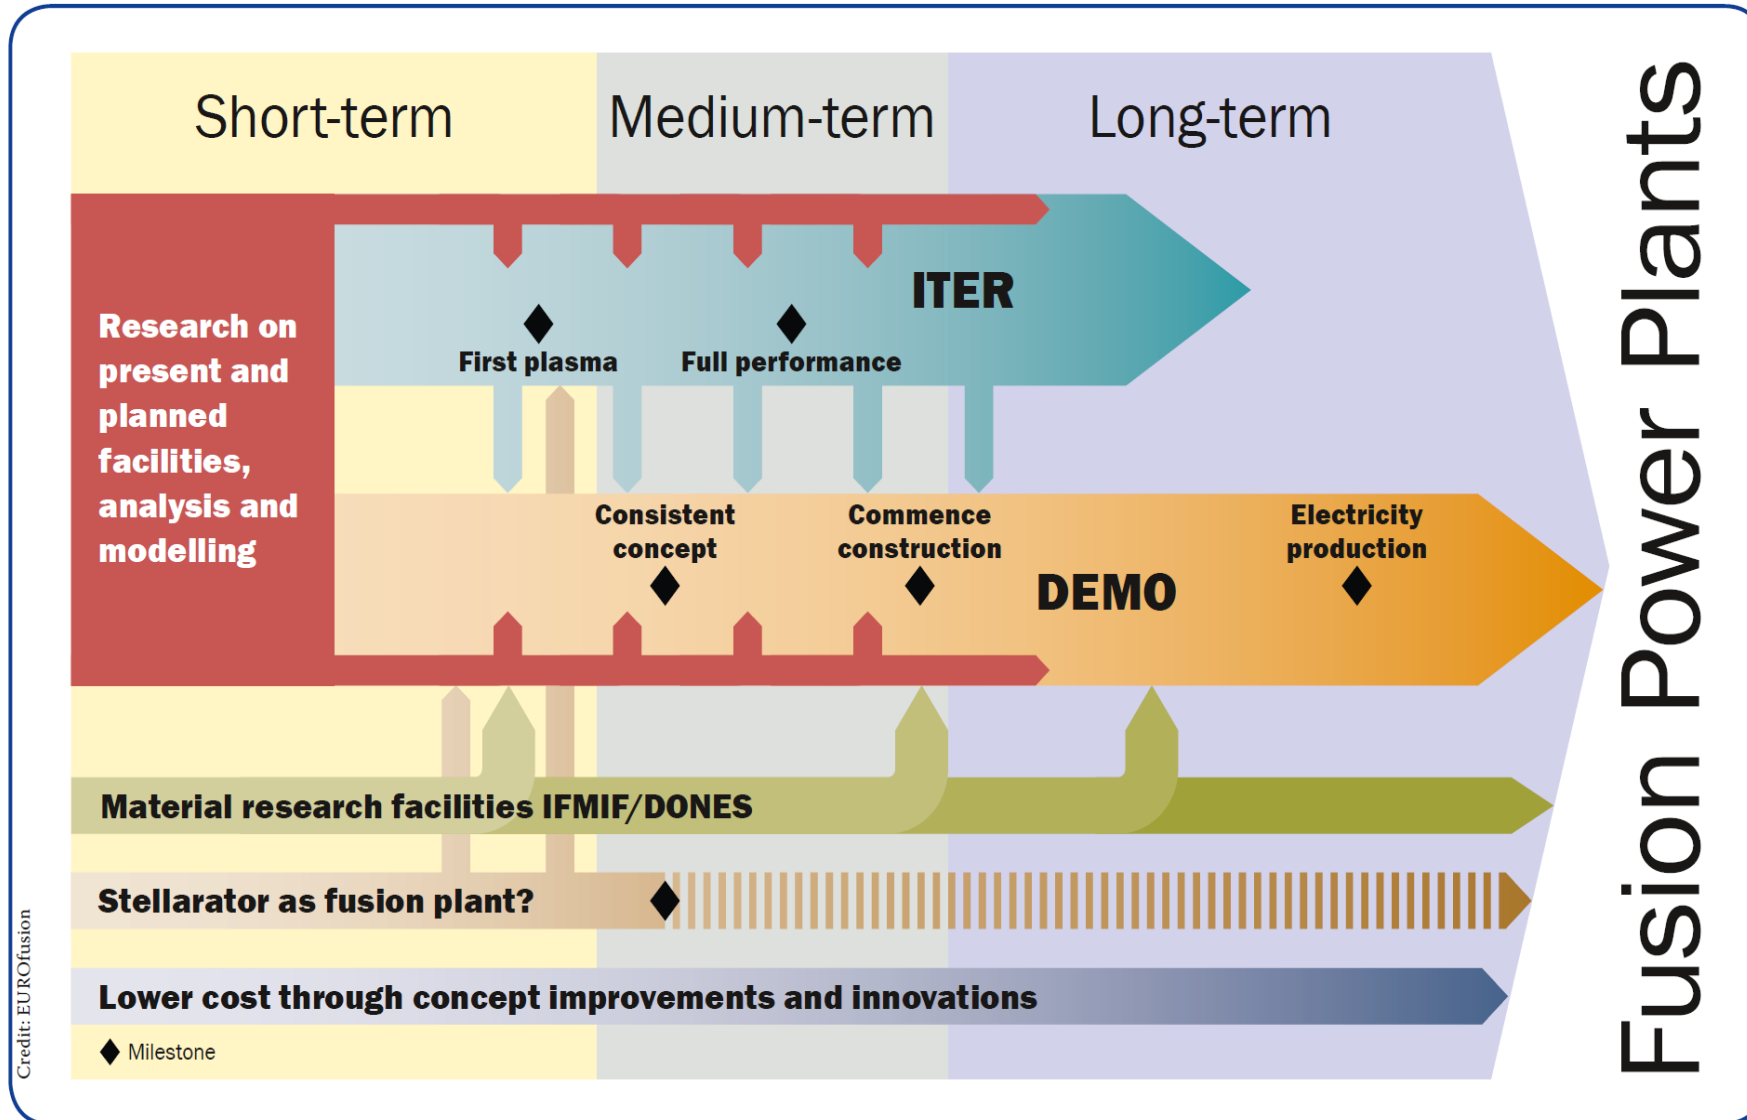 Short-term
Medium-term
Long-term
Research on
present and
planned
facilities,
analysis and
modelling
ITER
First plasma
Full performance
Consistent
concept
Commence
construction
DEMO
Electricity
production
Material research facilities IFMIF/DONES
Stellarator as fusion plant?
Lower cost through concept improvements and innovations
Milestone
Fusion Power Plants
Credit: EUROfusion